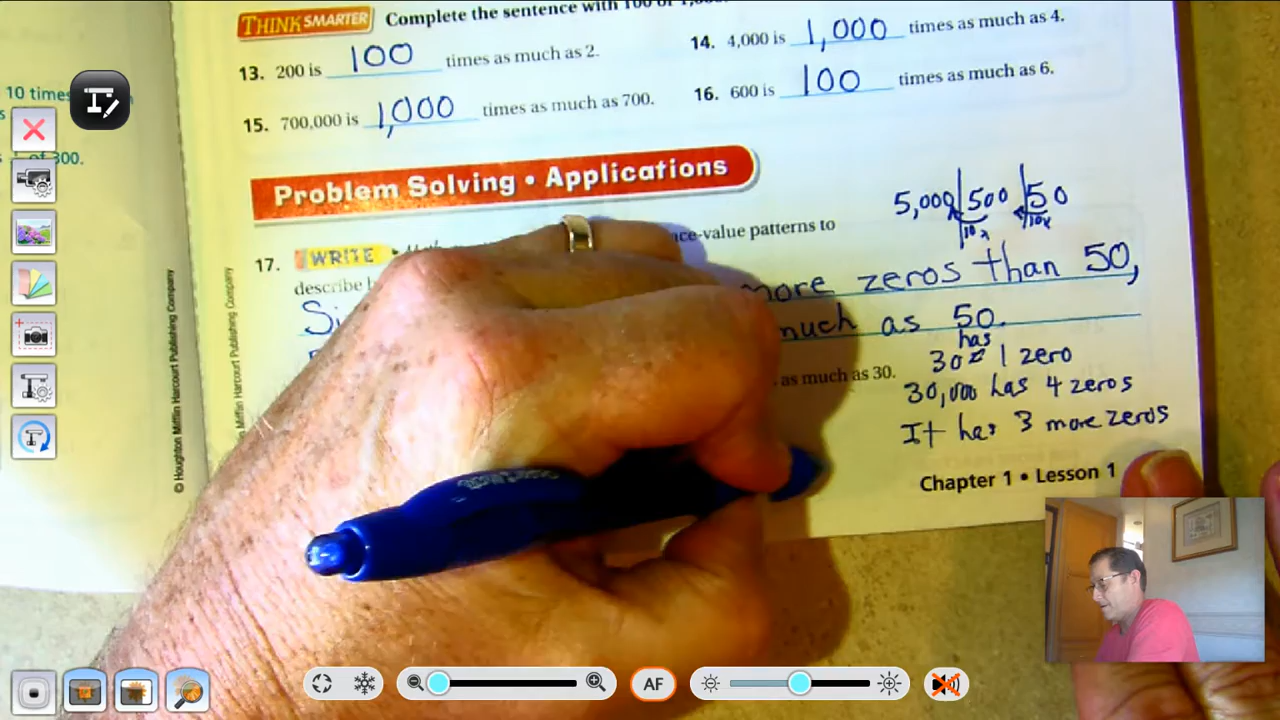 10 times
of 300.
THINK SMARTER Complete the sentence with 100 or
13. 200 is 100 times as much as 2.
14. 4,000 is 1,000 times as much as 4.
15. 700,000 is 1,000 times as much as 700.
16. 600 is 100 times as much as 6.
Problem Solving • Applications
5,000 500 50
10x 10x
17. WRITE place-value patterns to
describe
more zeros than 50,
much as 50.
as much as 30.
has
30 1 zero
30,000 has 4 zeros
It has 3 more zeros
Chapter 1 • Lesson 1
© Houghton Mifflin Harcourt Publishing Company
Houghton Mifflin Harcourt Publishing Company
AF